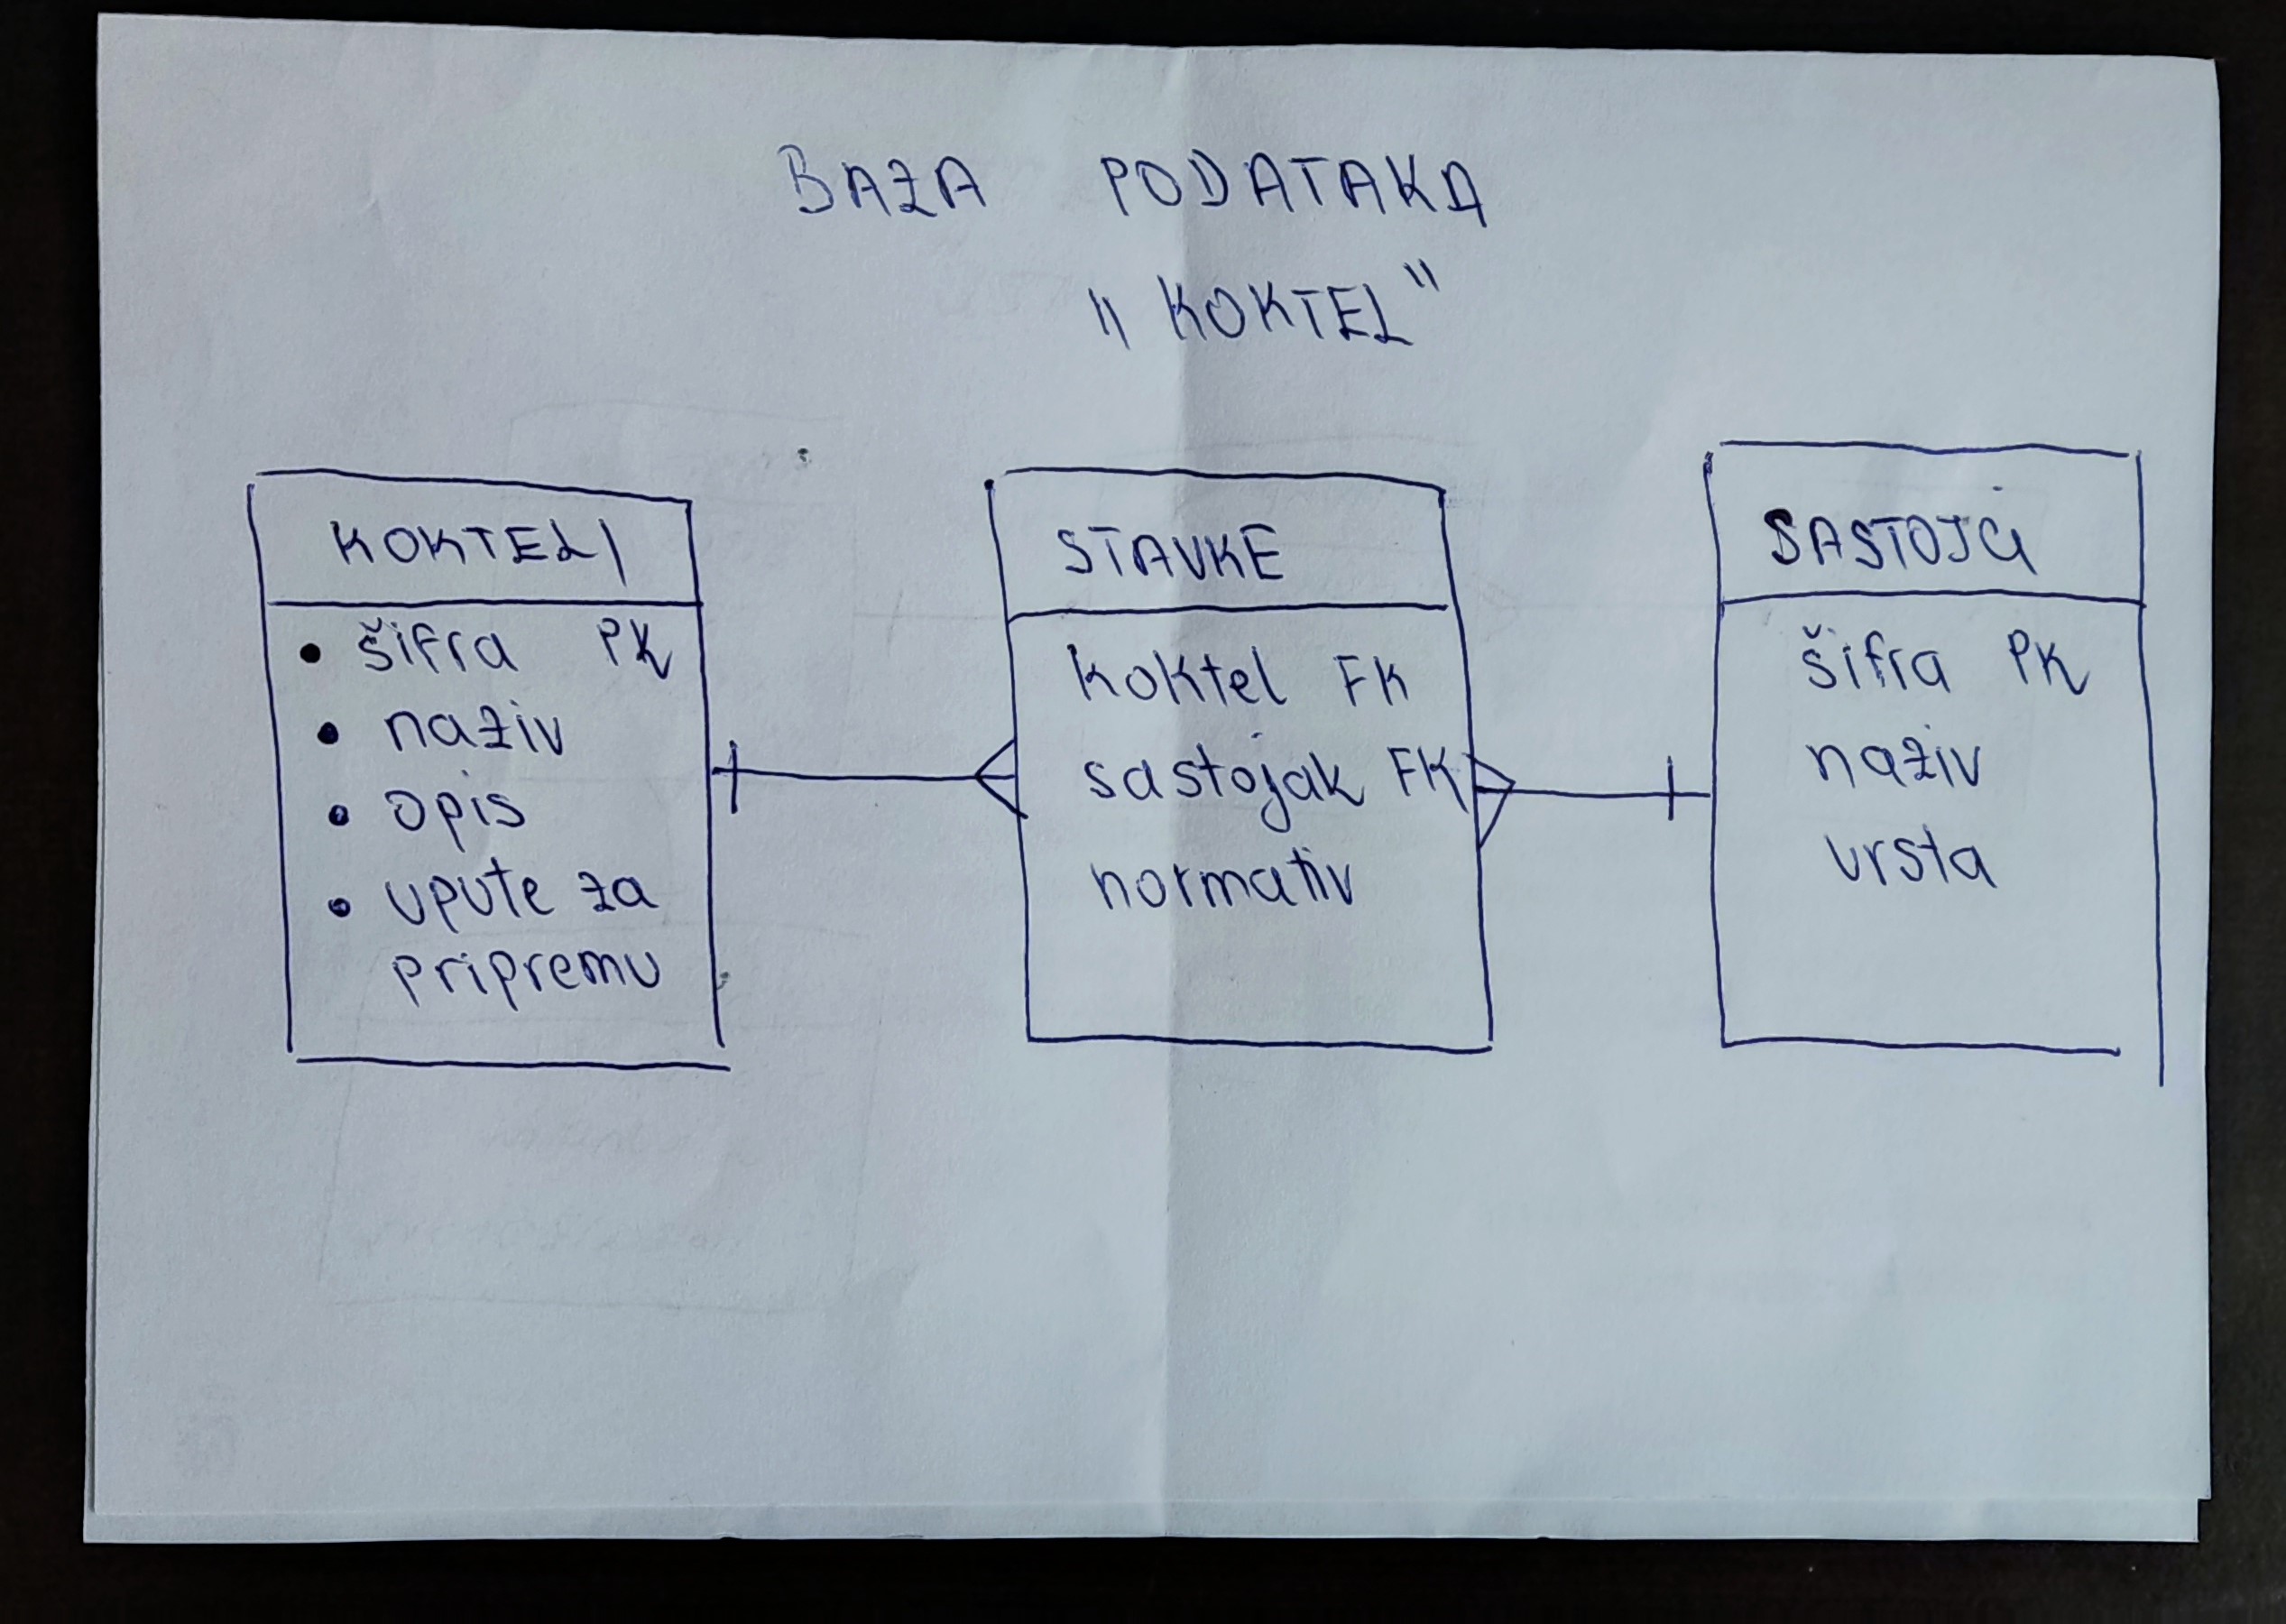 BAZA PODATAKA
„KOKTEL"
KOKTELI
• šifra PK
• naziv
• opis
• upute za
pripremu
STAVKE
koktel FK
sastojak FK
normativ
SASTOJCI
šifra PK
naziv
vrsta